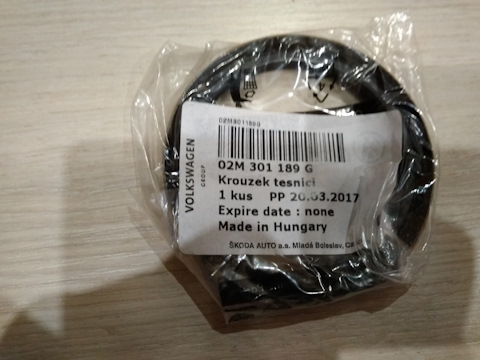 02M301189G
VOLKSWAGEN
GROUP
02M 301 189 G
Krouzek tesnici
1 kus PP 20.03.2017
Expire date : none
Made in Hungary
ŠKODA AUTO a.s. Mladá Boleslav,